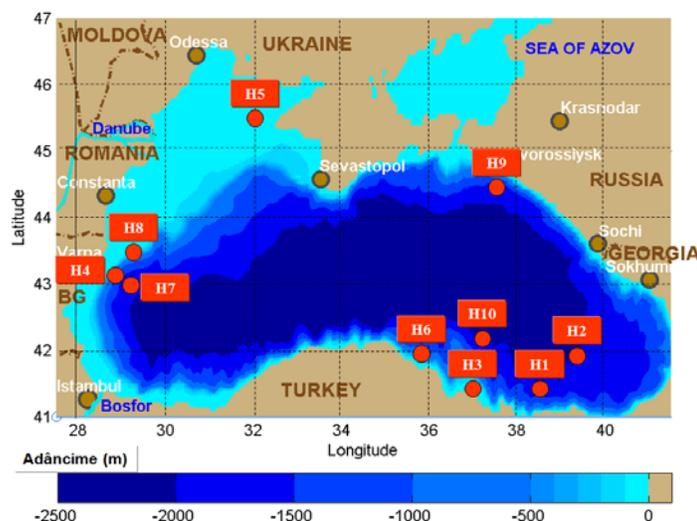 47
MOLDOVA
Odessa
UKRAINE
SEA OF AZOV
46
H5
Krasnodar
Danube
45
ROMANIA
Sevastopol
H9
vorossiysk
Constanta
RUSSIA
44
Latitude
H8
Sochi
Varna
GEORGIA
H4
Sokhumi
43
H7
BG
H10
H6
H2
42
H3
H1
TURKEY
Istambul
Bosfor
41
28 30 32 34 36 38 40
Longitude
Adâncime (m)
-2500 -2000 -1500 -1000 -500 0